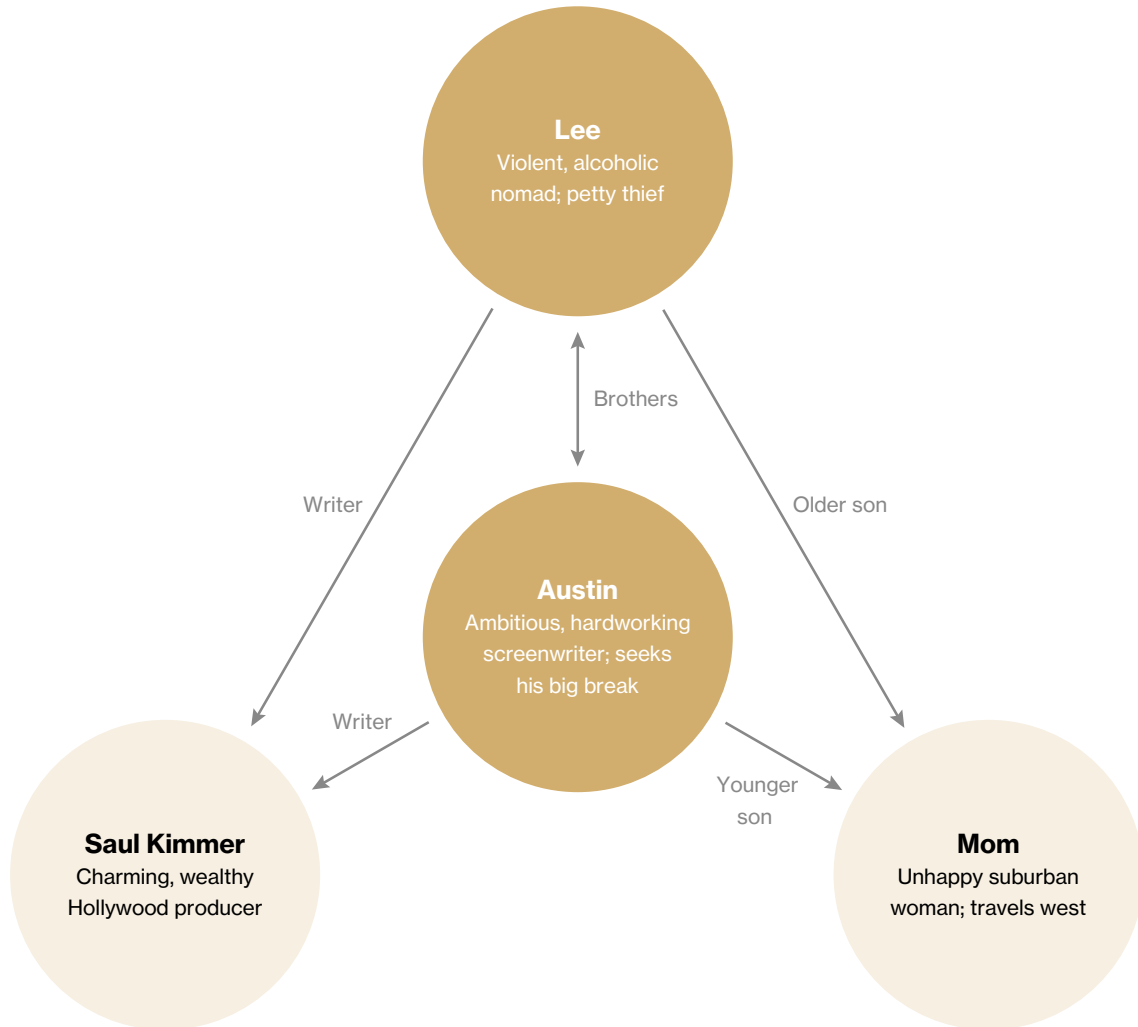 Lee
Violent, alcoholic
nomad; petty thief
Brothers
Writer
Older son
Austin
Ambitious, hardworking
screenwriter; seeks
his big break
Writer
Younger
son
Saul Kimmer
Charming, wealthy
Hollywood producer
Mom
Unhappy suburban
woman; travels west